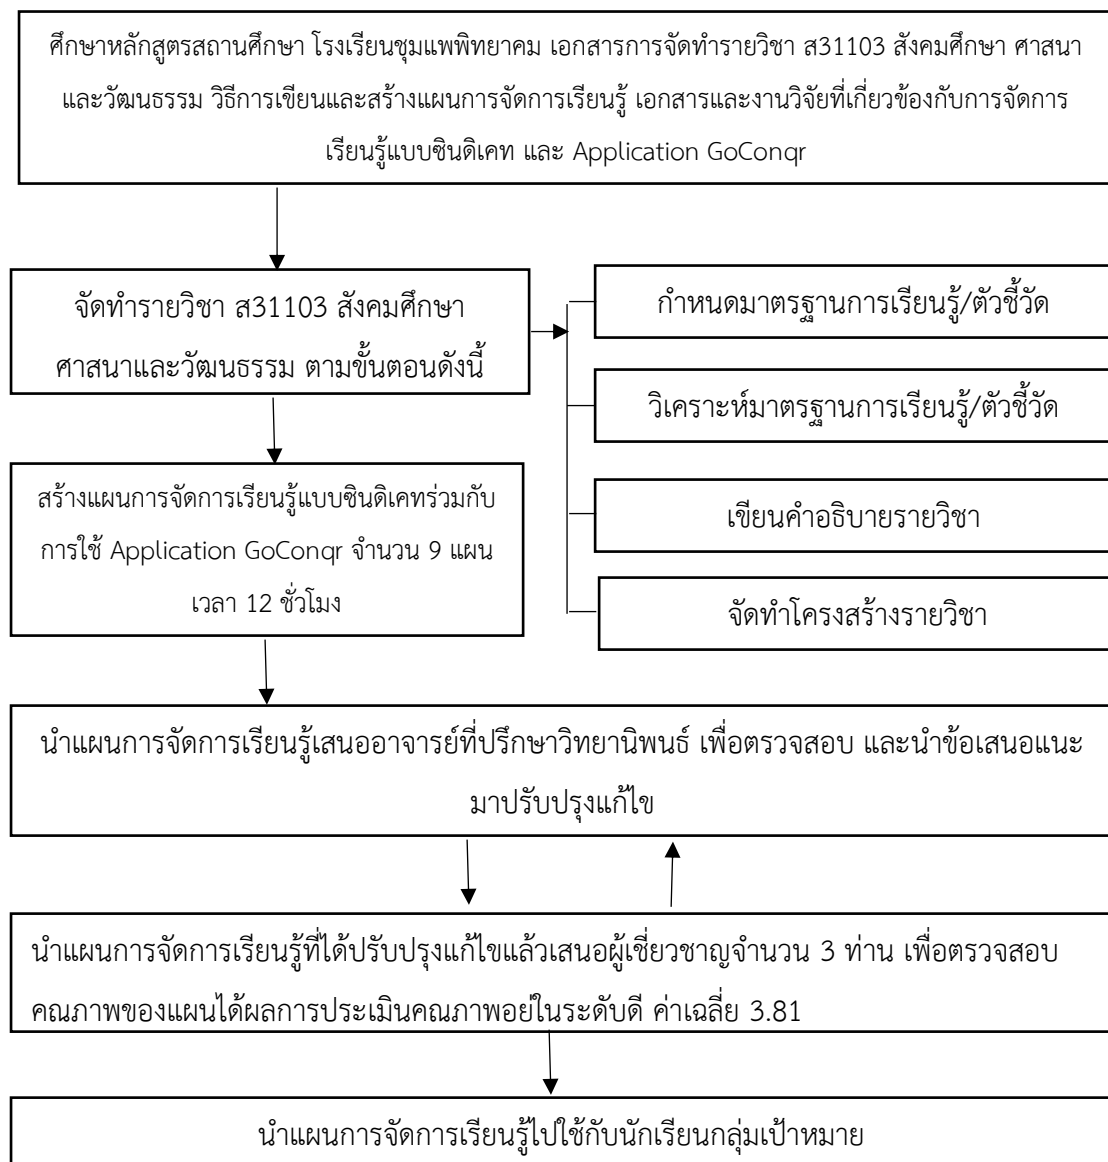 ศึกษาหลักสูตรสถานศึกษา โรงเรียนชุมแพพิทยาคม เอกสารการจัดทำรายวิชา ส31103 สังคมศึกษา ศาสนา
และวัฒนธรรม วิธีการเขียนและสร้างแผนการจัดการเรียนรู้ เอกสารและงานวิจัยที่เกี่ยวข้องกับการจัดการ
เรียนรู้แบบซินดิเคท และ Application GoConqr
จัดทำรายวิชา ส31103 สังคมศึกษา
ศาสนาและวัฒนธรรม ตามขั้นตอนดังนี้
กำหนดมาตรฐานการเรียนรู้/ตัวชี้วัด
วิเคราะห์มาตรฐานการเรียนรู้/ตัวชี้วัด
เขียนคำอธิบายรายวิชา
จัดทำโครงสร้างรายวิชา
สร้างแผนการจัดการเรียนรู้แบบซินดิเคทร่วมกับ
การใช้ Application GoConqr จำนวน 9 แผน
เวลา 12 ชั่วโมง
นำแผนการจัดการเรียนรู้เสนออาจารย์ที่ปรึกษาวิทยานิพนธ์ เพื่อตรวจสอบ และนำข้อเสนอแนะ
มาปรับปรุงแก้ไข
นำแผนการจัดการเรียนรู้ที่ได้ปรับปรุงแก้ไขแล้วเสนอผู้เชี่ยวชาญจำนวน 3 ท่าน เพื่อตรวจสอบ
คุณภาพของแผนได้ผลการประเมินคุณภาพอยู่ในระดับดี ค่าเฉลี่ย 3.81
นำแผนการจัดการเรียนรู้ไปใช้กับนักเรียนกลุ่มเป้าหมาย